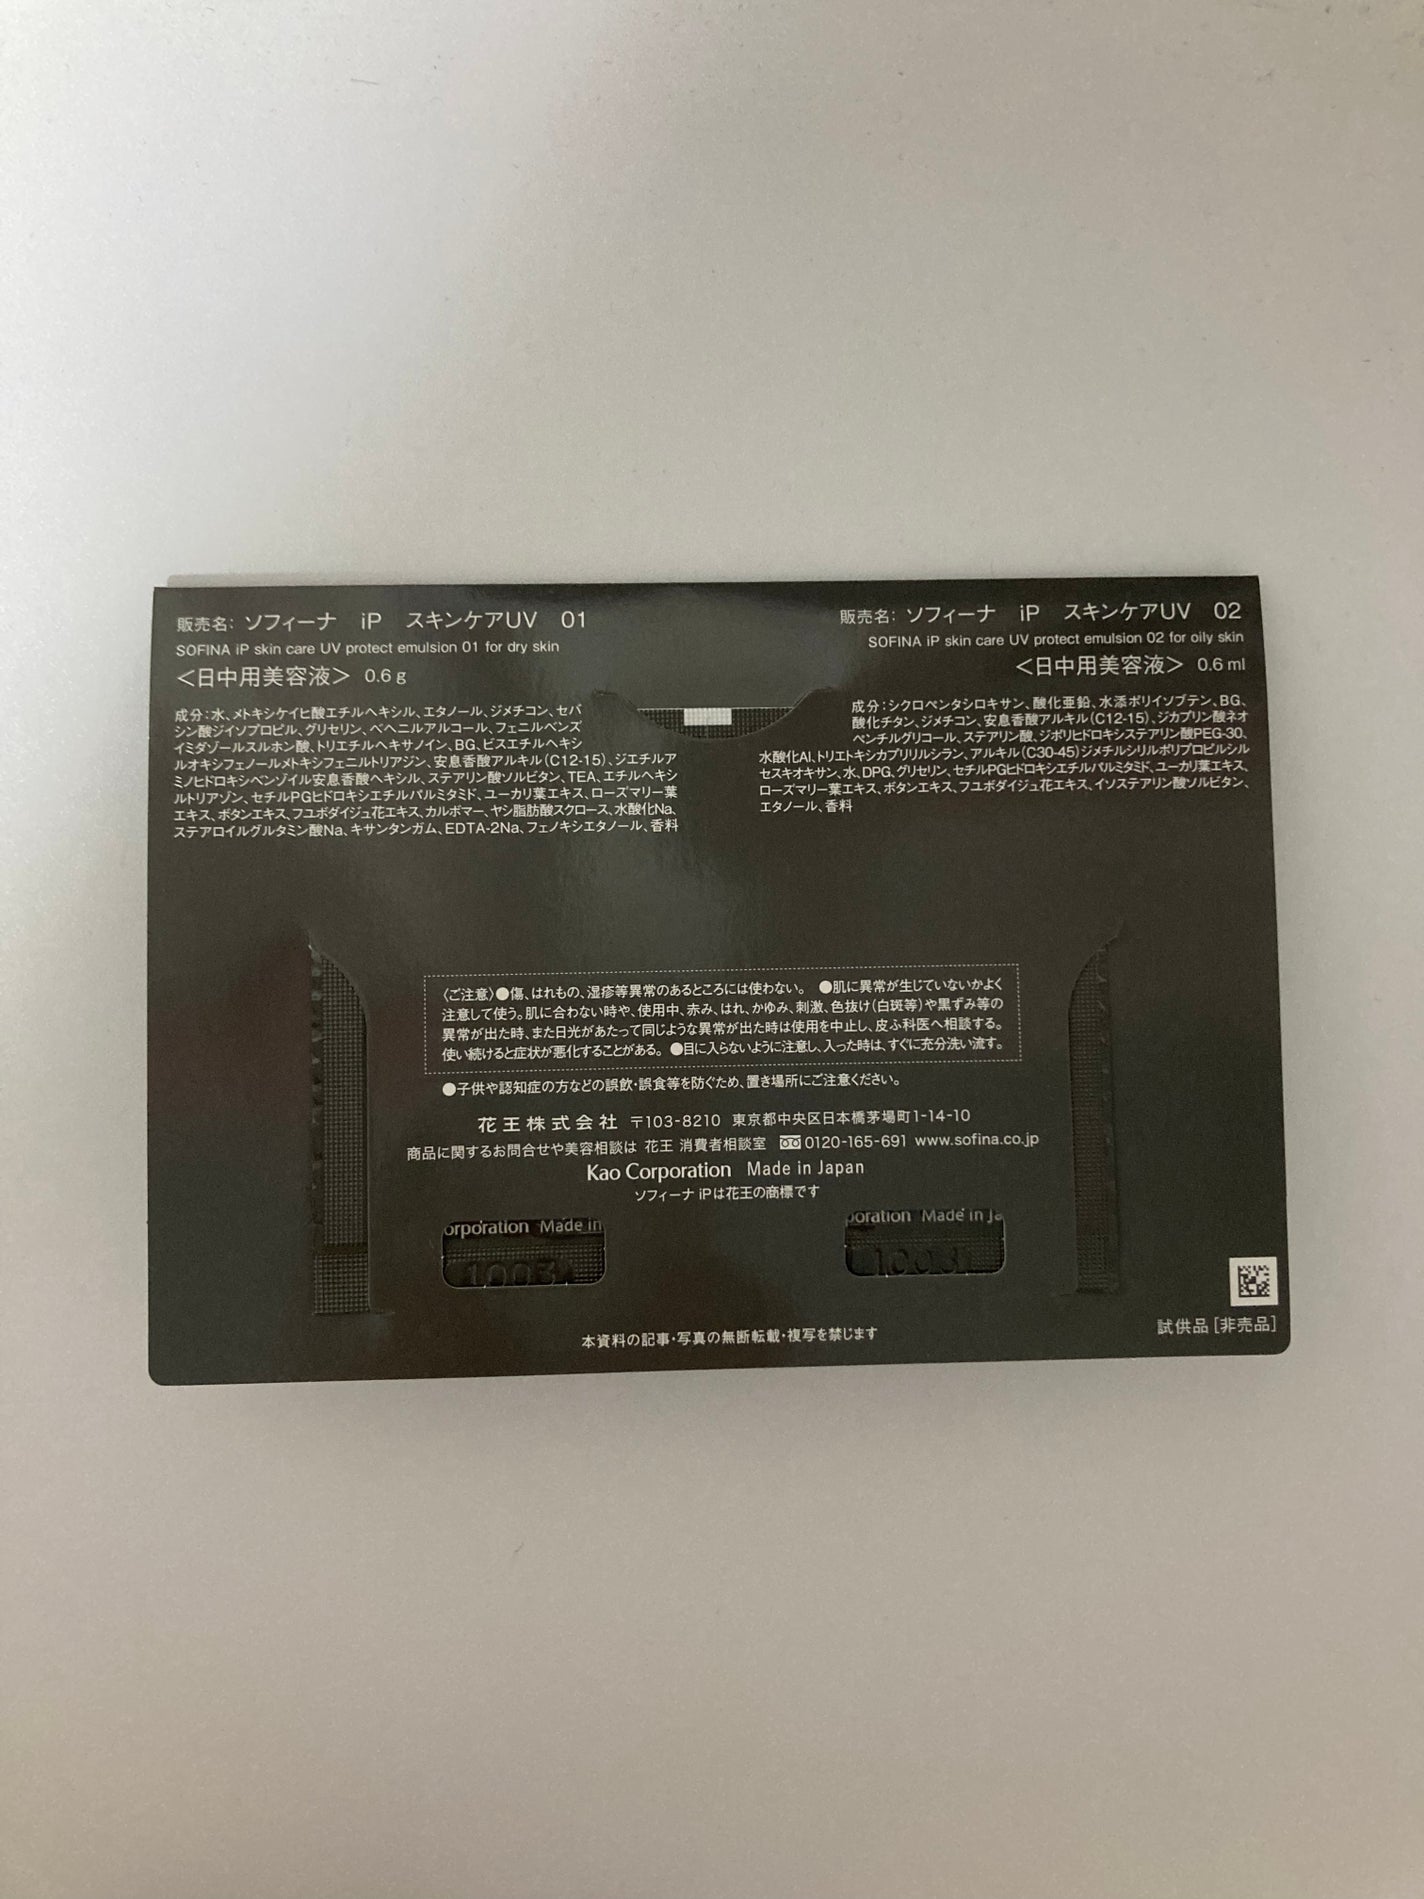 販売名: ソフィーナ iP スキンケアUV 01
SOFINA iP skin care UV protect emulsion 01 for dry skin
<日中用美容液> 0.6g
成分:水、メトキシケイヒ酸エチルヘキシル、エタノール、ジメチコン、セバ
シン酸ジイソプロピル、グリセリン、ベヘニルアルコール、フェニルベンズ
イミダゾールスルホン酸、トリエチルヘキサノイン、BG、ビスエチルヘキシ
ルオキシフェノールメトキシフェニルトリアジン、安息香酸アルキル(C12-15)、ジエチルア
ミノヒドロキシベンゾイル安息香酸ヘキシル、ステアリン酸ソルビタン、TEA、エチルヘキシ
ルトリアゾン、セチルPGヒドロキシエチルパルミタミド、ユーカリ葉エキス、ローズマリー葉
エキス、ボタンエキス、フユボダイジュ花エキス、カルボマー、ヤシ脂肪酸スクロース、水酸化Na、
ステアロイルグルタミン酸Na、キサンタンガム、EDTA-2Na、フェノキシエタノール、香料
販売名: ソフィーナ iP スキンケアUV 02
SOFINA iP skin care UV protect emulsion 02 for oily skin
<日中用美容液> 0.6ml
成分:シクロペンタシロキサン、酸化亜鉛、水添ポリイソブテン、BG、
酸化チタン、ジメチコン、安息香酸アルキル(C12-15)、ジカプリン酸ネオ
ペンチルグリコール、ステアリン酸、ジポリヒドロキシステアリン酸PEG-30、
水酸化Al、トリエトキシカプリリルシラン、アルキル(C30-45)ジメチルシリルポリプロピルシル
セスキオキサン、水、DPG、グリセリン、セチルPGヒドロキシエチルパルミタミド、ユーカリ葉エキス、
ローズマリー葉エキス、ボタンエキス、フユボダイジュ花エキス、イソステアリン酸ソルビタン、
エタノール、香料
〈ご注意〉●傷、はれもの、湿疹等異常のあるところには使わない。 ●肌に異常が生じていないかよく
注意して使う。肌に合わない時や、使用中、赤み、はれ、かゆみ、刺激、色抜け(白斑等)や黒ずみ等の
異常が出た時、また日光があたって同じような異常が出た時は使用を中止し、皮ふ科医へ相談する。
使い続けると症状が悪化することがある。 ●目に入らないように注意し、入った時は、すぐに充分洗い流す。
●子供や認知症の方などの誤飲・誤食等を防ぐため、置き場所にご注意ください。
花王株式会社 〒103-8210 東京都中央区日本橋茅場町1-14-10
商品に関するお問合せや美容相談は 花王 消費者相談室 0120-165-691 www.sofina.co.jp
Kao Corporation Made in Japan
ソフィーナ iPは花王の商標です
orporation Made in
1003
poration Made in Ja
本資料の記事・写真の無断転載・複写を禁じます
試供品 [非売品]